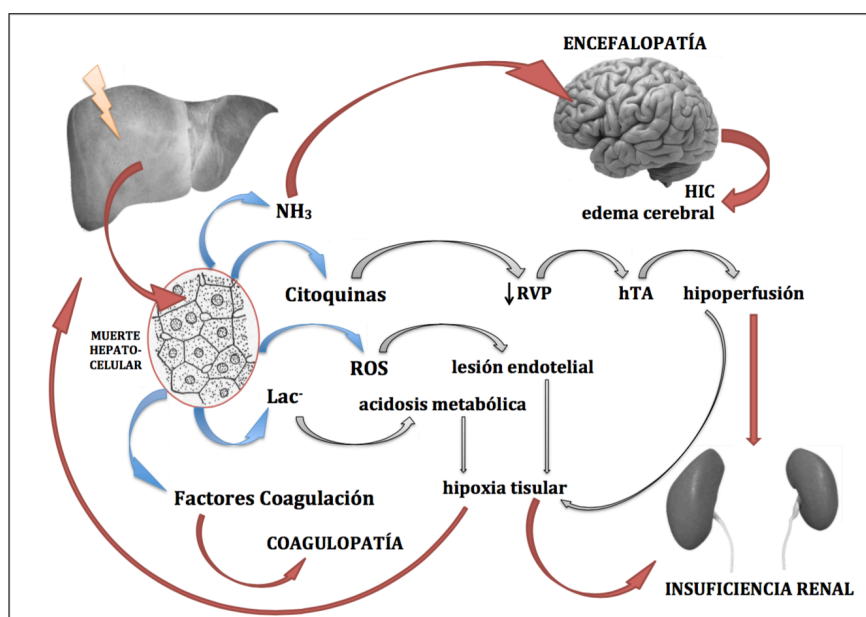 ENCEFALOPATÍA
HIC
edema cerebral
NH₃
Citoquinas
↓ RVP
hTA
hipoperfusión
MUERTE
HEPATO-
CELULAR
ROS
lesión endotelial
Lac⁻
acidosis metabólica
Factores Coagulación
hipoxia tisular
COAGULOPATÍA
INSUFICIENCIA RENAL